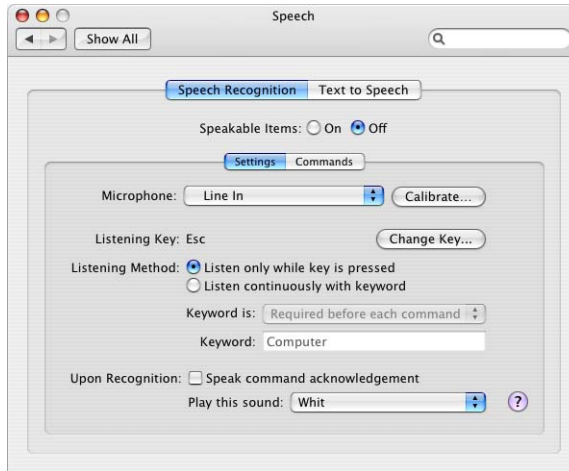 Speech
Show All
Speech Recognition Text to Speech
Speakable Items: On Off
Settings Commands
Microphone: Line In Calibrate...
Listening Key: Esc Change Key...
Listening Method: Listen only while key is pressed
Listen continuously with keyword
Keyword is: Required before each command
Keyword: Computer
Upon Recognition: Speak command acknowledgement
Play this sound: Whit ?